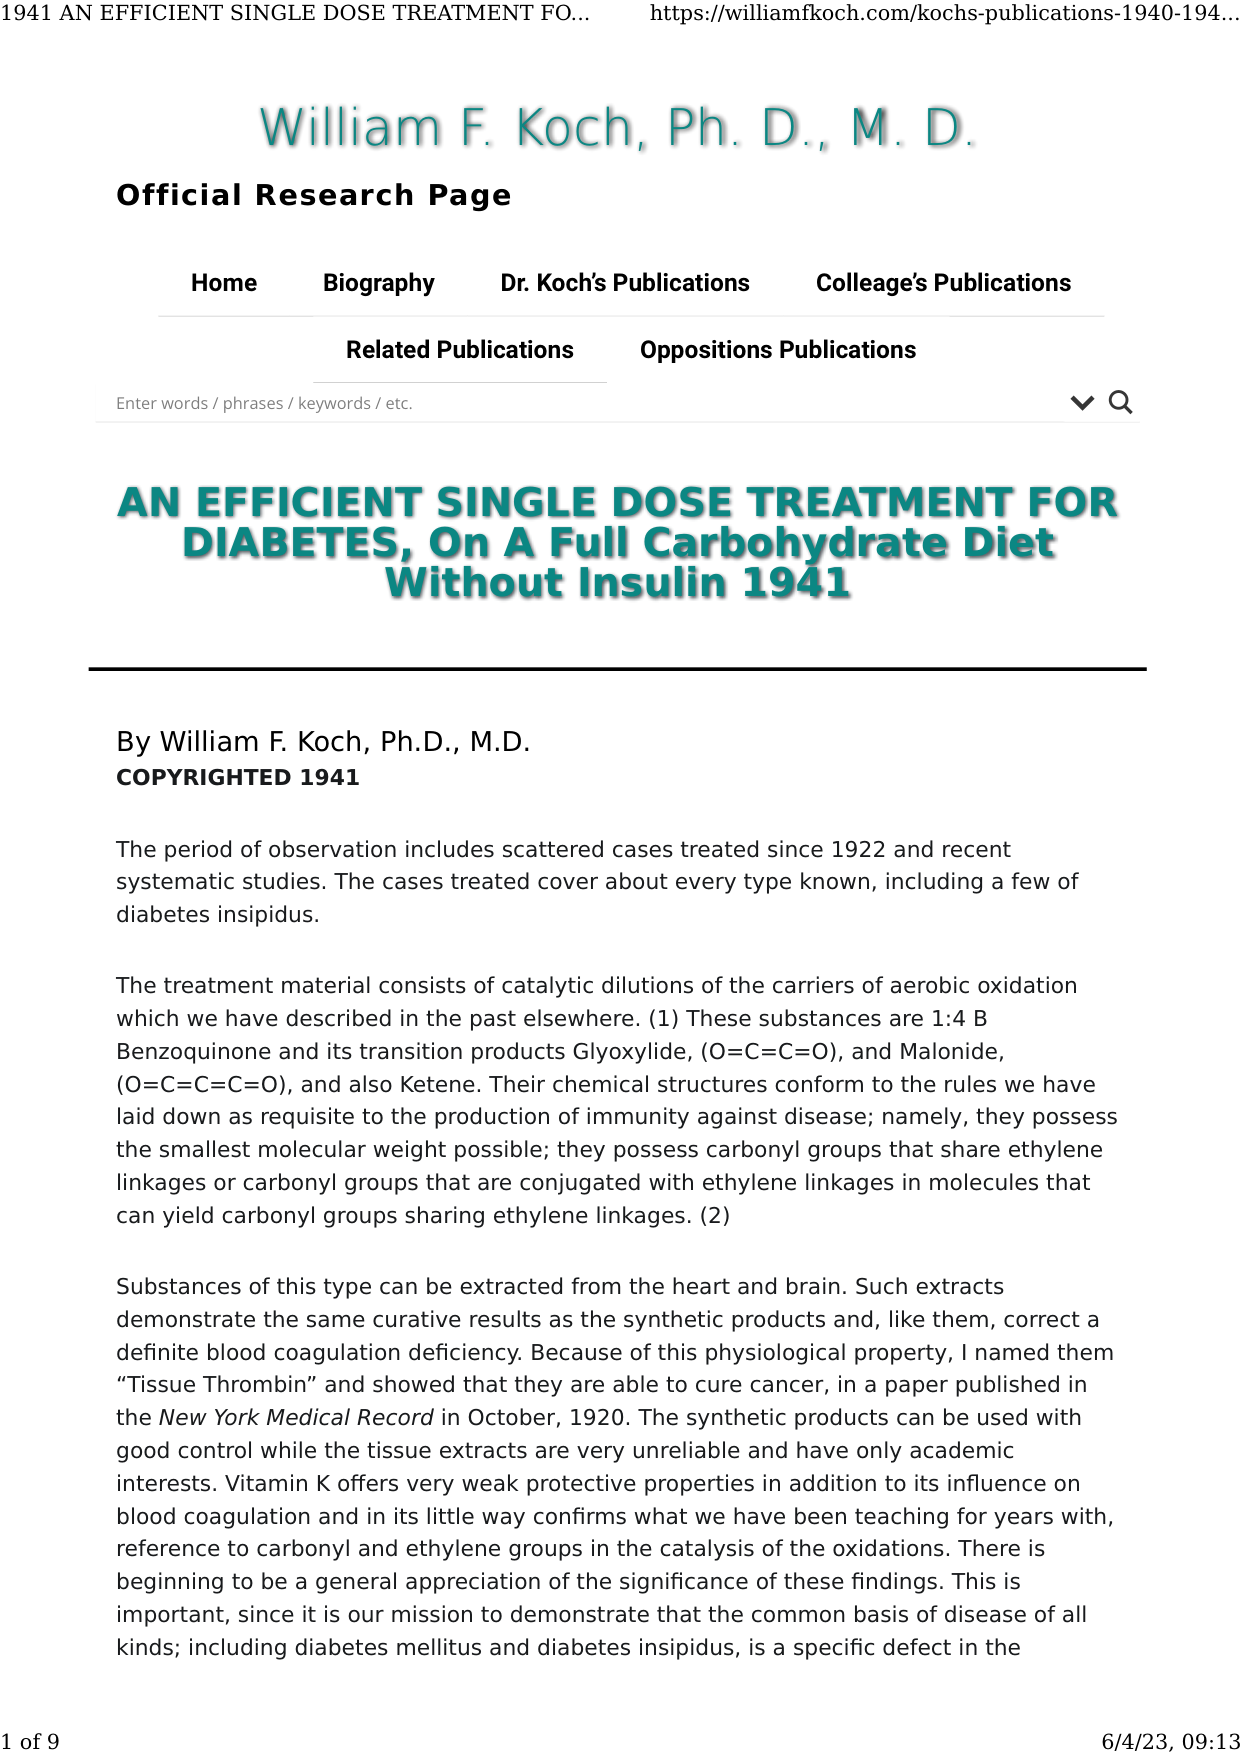 1941 AN EFFICIENT SINGLE DOSE TREATMENT FO... https://williamfkoch.com/kochs-publications-1940-194...
William F. Koch, Ph. D., M. D.
Official Research Page
Home Biography Dr. Koch’s Publications Colleage’s Publications
Related Publications Oppositions Publications
Enter words / phrases / keywords / etc.
AN EFFICIENT SINGLE DOSE TREATMENT FOR
DIABETES, On A Full Carbohydrate Diet
Without Insulin 1941
By William F. Koch, Ph.D., M.D.
COPYRIGHTED 1941
The period of observation includes scattered cases treated since 1922 and recent
systematic studies. The cases treated cover about every type known, including a few of
diabetes insipidus.
The treatment material consists of catalytic dilutions of the carriers of aerobic oxidation
which we have described in the past elsewhere. (1) These substances are 1:4 B
Benzoquinone and its transition products Glyoxylide, (O=C=C=O), and Malonide,
(O=C=C=C=O), and also Ketene. Their chemical structures conform to the rules we have
laid down as requisite to the production of immunity against disease; namely, they possess
the smallest molecular weight possible; they possess carbonyl groups that share ethylene
linkages or carbonyl groups that are conjugated with ethylene linkages in molecules that
can yield carbonyl groups sharing ethylene linkages. (2)
Substances of this type can be extracted from the heart and brain. Such extracts
demonstrate the same curative results as the synthetic products and, like them, correct a
definite blood coagulation deficiency. Because of this physiological property, I named them
“Tissue Thrombin” and showed that they are able to cure cancer, in a paper published in
the New York Medical Record in October, 1920. The synthetic products can be used with
good control while the tissue extracts are very unreliable and have only academic
interests. Vitamin K offers very weak protective properties in addition to its influence on
blood coagulation and in its little way confirms what we have been teaching for years with,
reference to carbonyl and ethylene groups in the catalysis of the oxidations. There is
beginning to be a general appreciation of the significance of these findings. This is
important, since it is our mission to demonstrate that the common basis of disease of all
kinds; including diabetes mellitus and diabetes insipidus, is a specific defect in the
1 of 9 6/4/23, 09:13